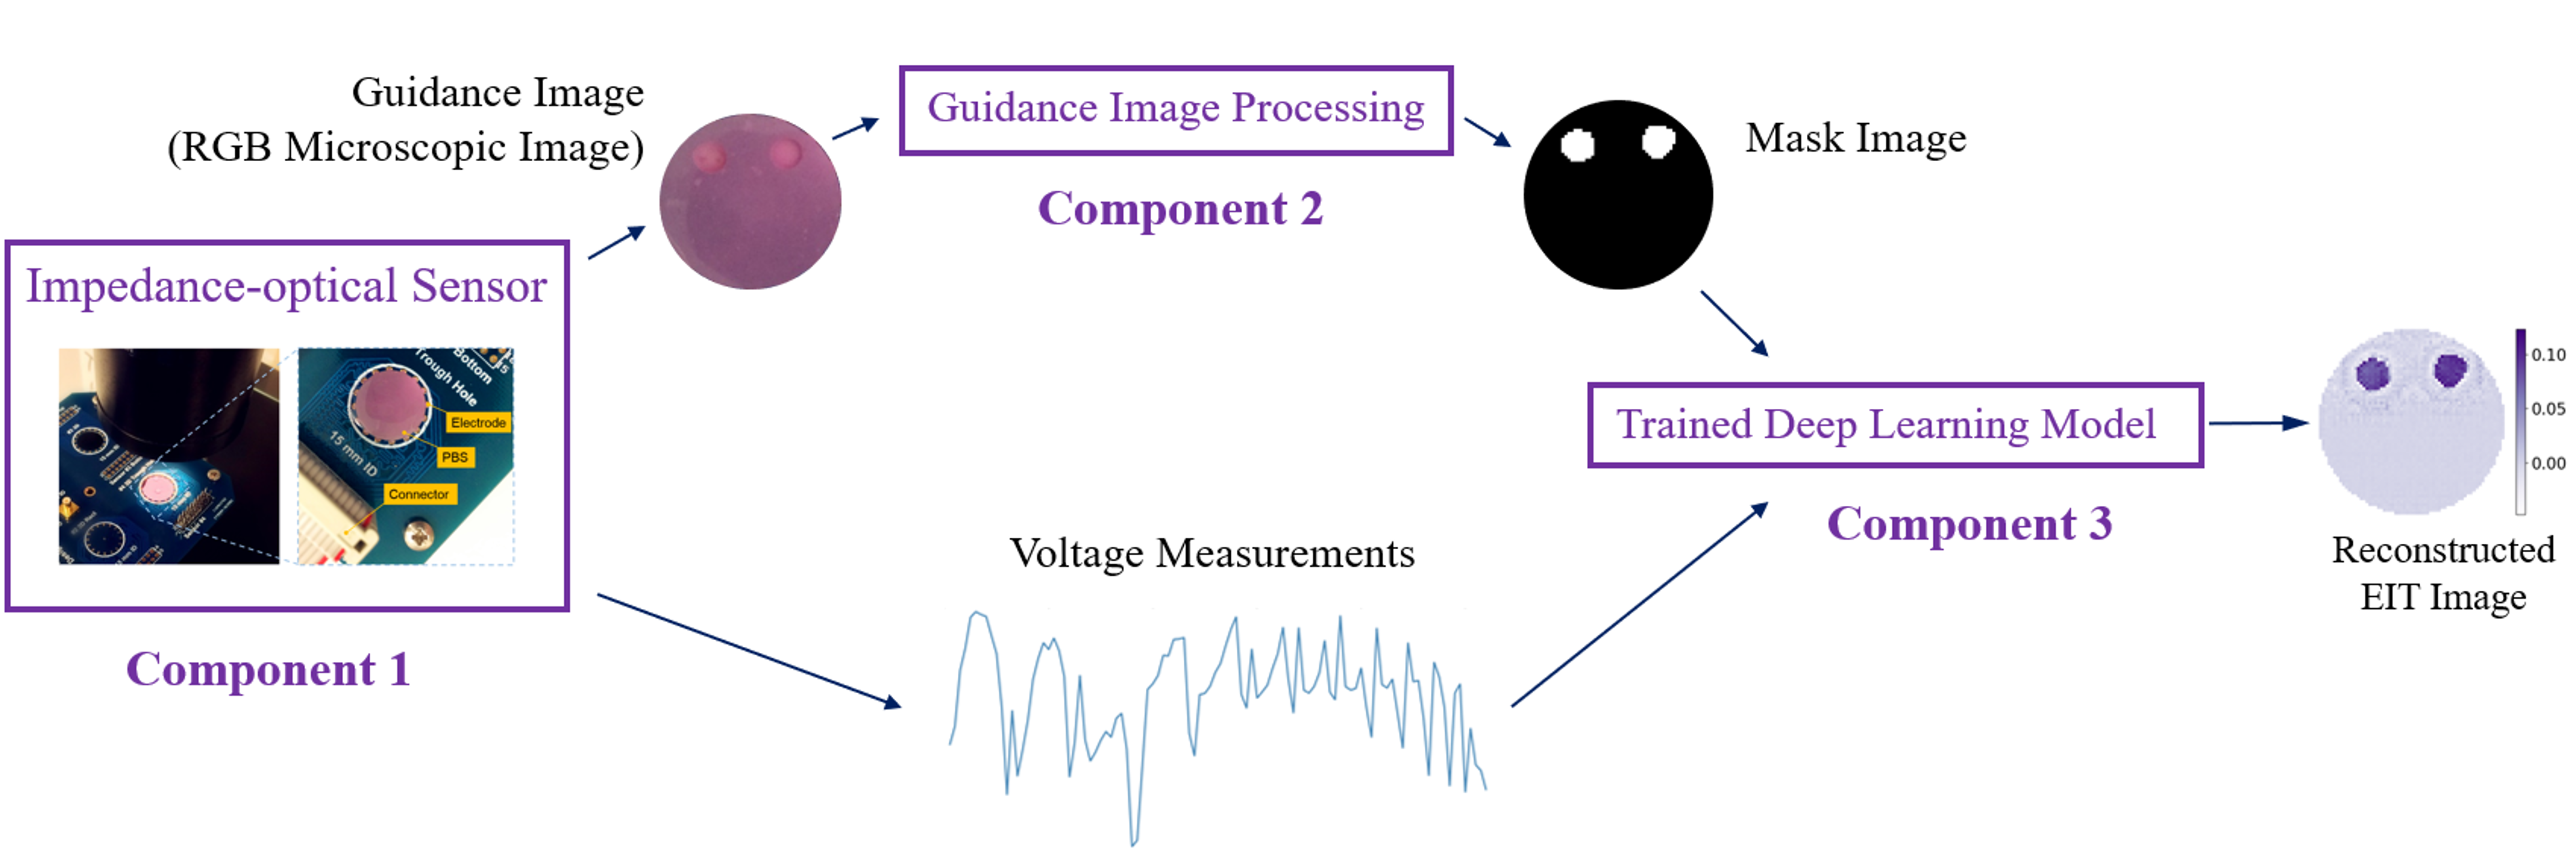 Guidance Image
(RGB Microscopic Image)
Guidance Image Processing
Component 2
Mask Image
Impedance-optical Sensor
Bottom
Trough Hole
15
Electrode
PBS
15 mm ID
Connector
Component 1
Voltage Measurements
Trained Deep Learning Model
Component 3
0.10
0.05
0.00
Reconstructed
EIT Image